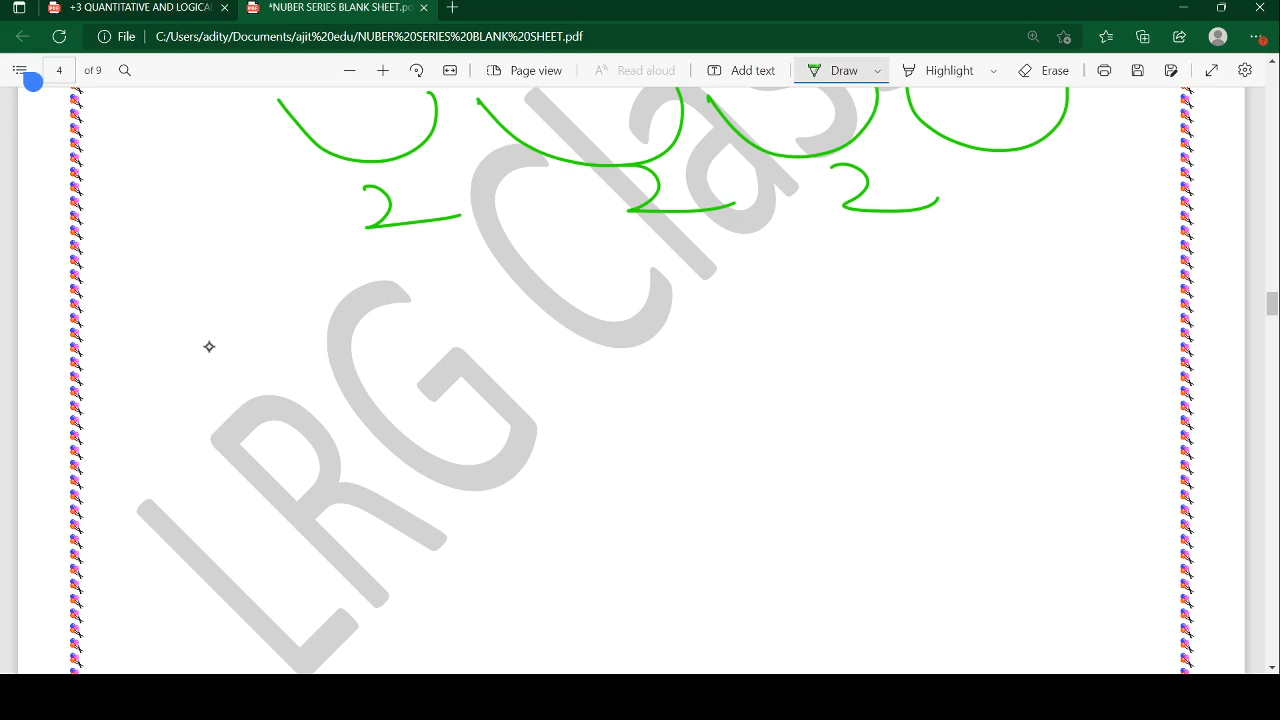 +3 QUANTITATIVE AND LOGICAL
*NUBER SERIES BLANK SHEET.pd
File
C:/Users/adity/Documents/ajit%20edu/NUBER%20SERIES%20BLANK%20SHEET.pdf
4 of 9
Page view
Read aloud
Add text
Draw
Highlight
Erase
2 2 2
LRG Clas